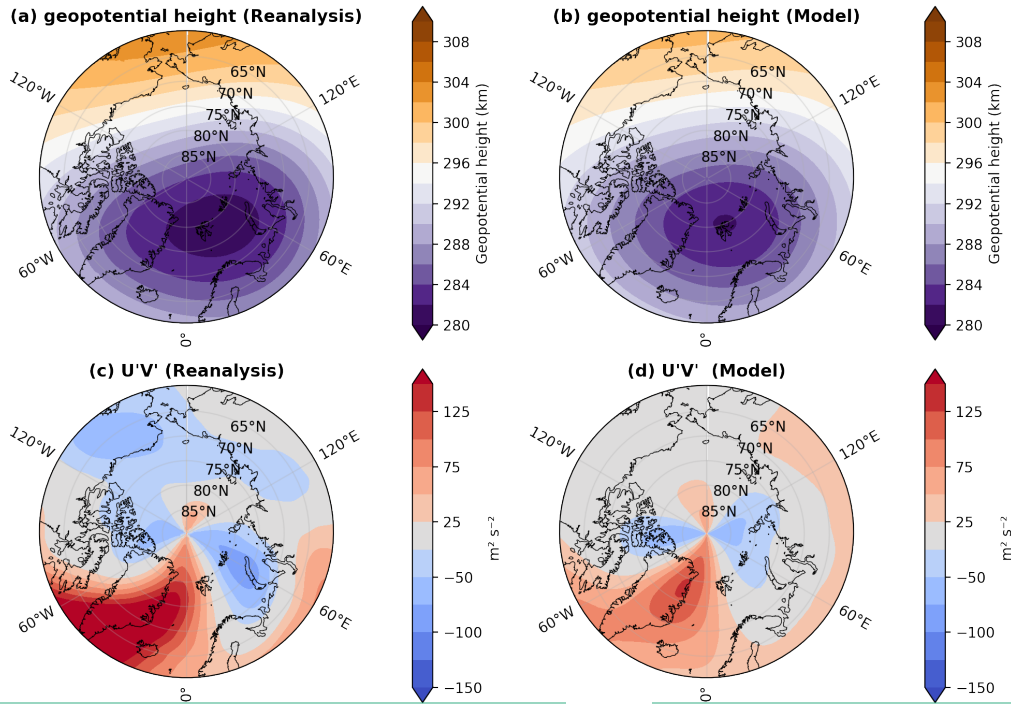 (a) geopotential height (Reanalysis)
65°N
70°N
75°N
80°N
85°N
120°W
120°E
60°W
60°E
0°
308
304
300
296
292
288
284
280
Geopotential height (km)
(b) geopotential height (Model)
65°N
70°N
75°N
80°N
85°N
120°W
120°E
60°W
60°E
0°
308
304
300
296
292
288
284
280
Geopotential height (km)
(c) U'V' (Reanalysis)
65°N
70°N
75°N
80°N
85°N
120°W
120°E
60°W
60°E
0°
125
75
25
−50
−100
−150
m² s⁻²
(d) U'V' (Model)
65°N
70°N
75°N
80°N
85°N
120°W
120°E
60°W
60°E
0°
125
75
25
−50
−100
−150
m² s⁻²